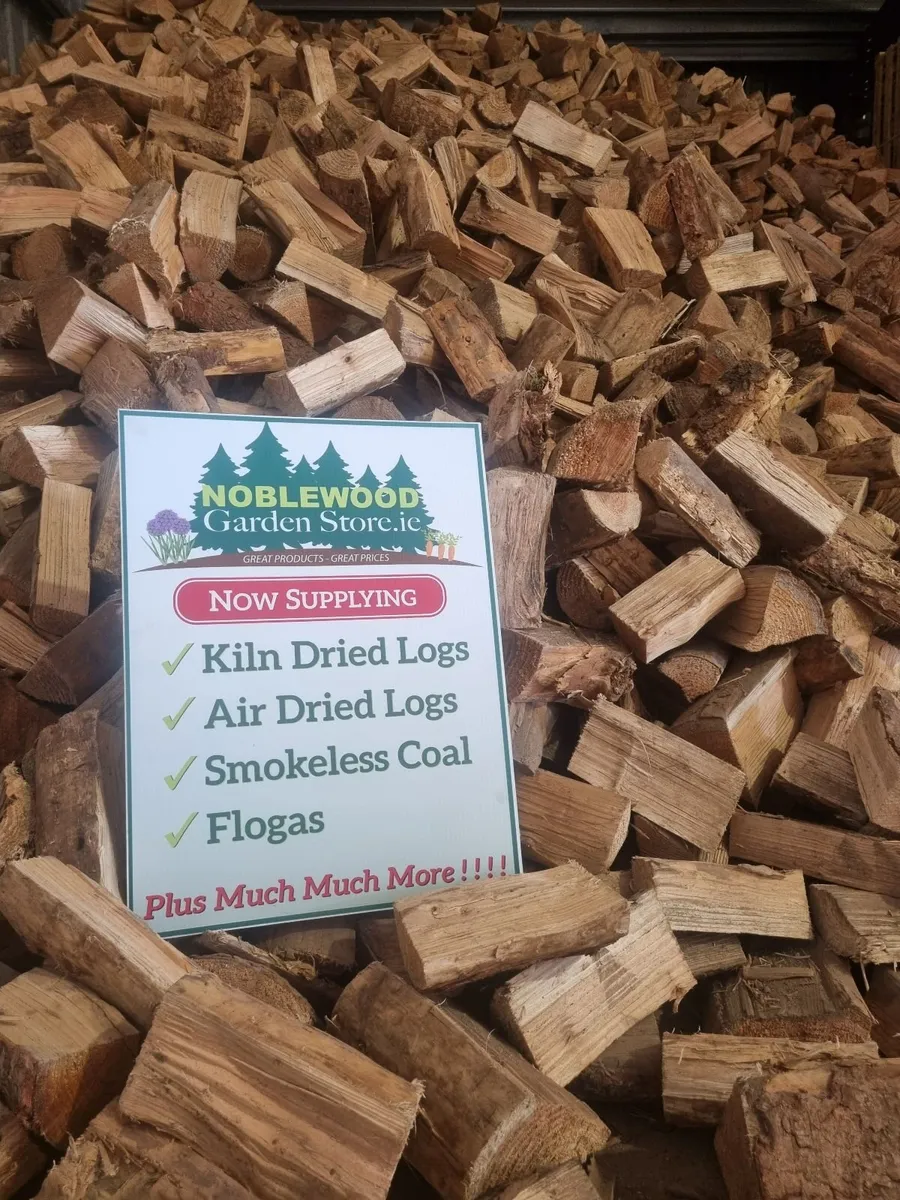 NOBLEWOOD
Garden Store.ie
GREAT PRODUCTS - GREAT PRICES
Now Supplying
✓ Kiln Dried Logs
✓ Air Dried Logs
✓ Smokeless Coal
✓ Flogas
Plus Much Much More!!!!